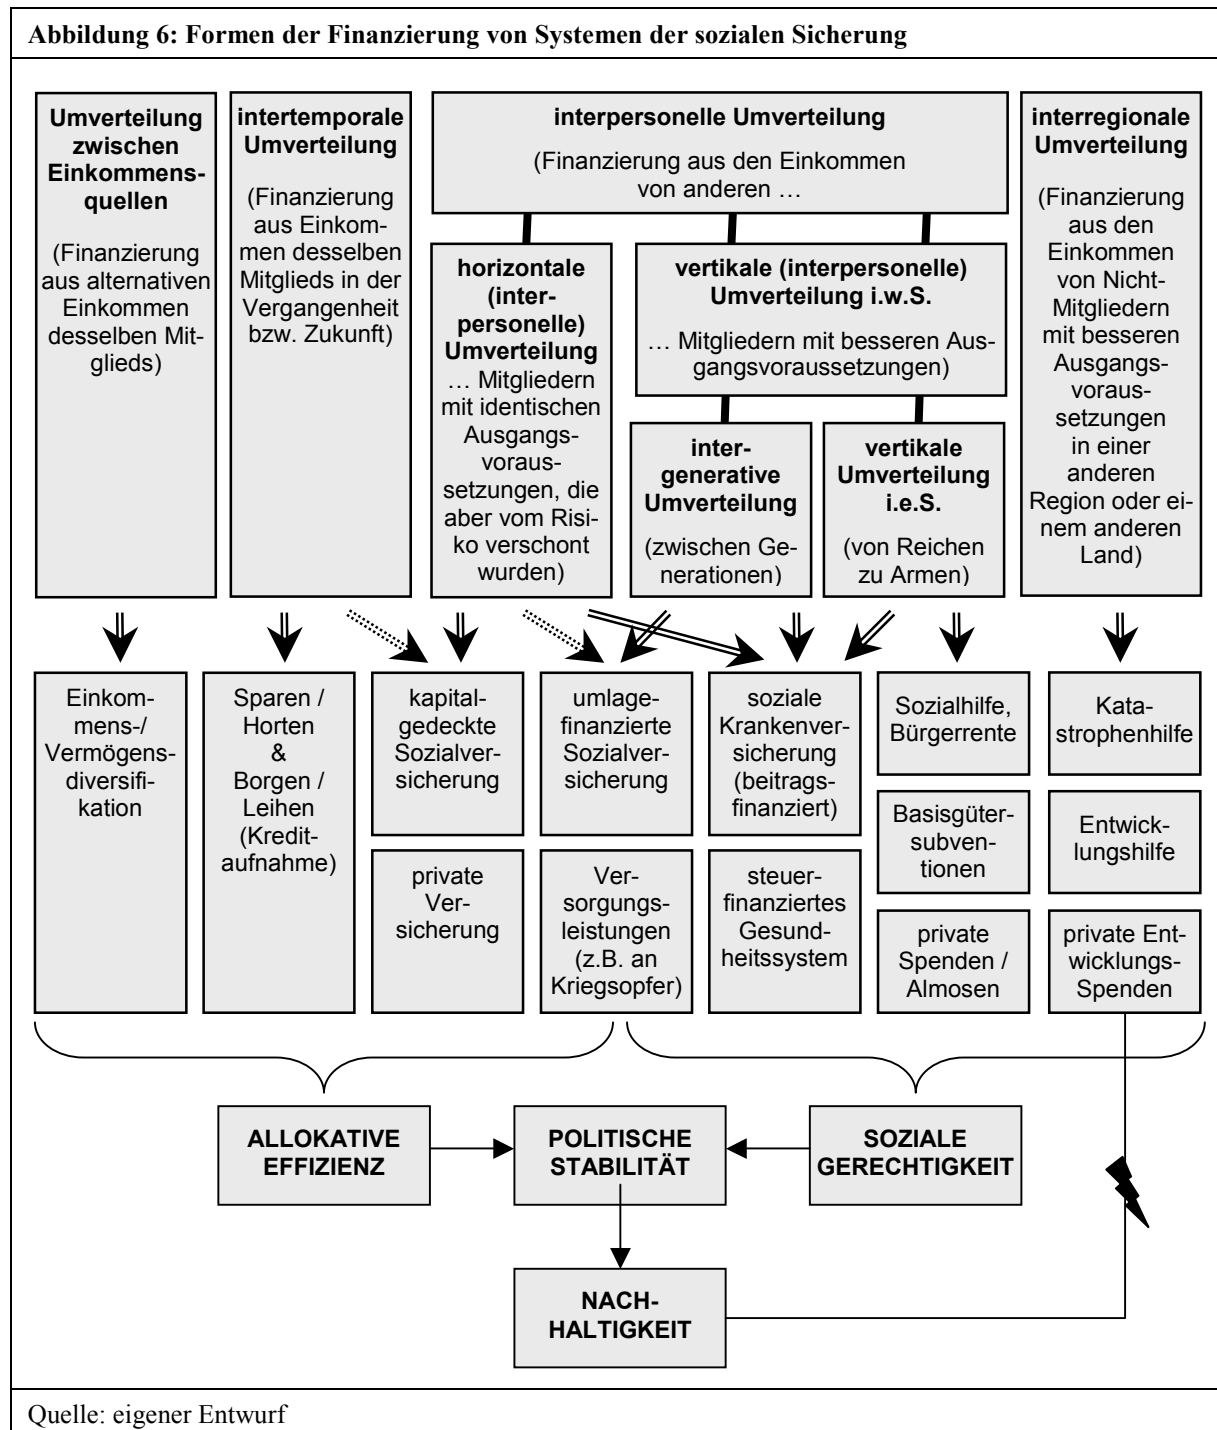 Abbildung 6: Formen der Finanzierung von Systemen der sozialen Sicherung
Umverteilung
zwischen
Einkommens-
quellen
(Finanzierung
aus alternativen
Einkommen
desselben Mit-
glieds)
intertemporale
Umverteilung
(Finanzierung
aus Einkom-
men desselben
Mitglieds in der
Vergangenheit
bzw. Zukunft)
interpersonelle Umverteilung
(Finanzierung aus den Einkommen
von anderen …
horizontale
(inter-
personelle)
Umverteilung
… Mitgliedern
mit identischen
Ausgangs-
voraus-
setzungen, die
aber vom Risi-
ko verschont
wurden)
vertikale (interpersonelle)
Umverteilung i.w.S.
… Mitgliedern mit besseren Aus-
gangsvoraussetzungen)
inter-
generative
Umverteilung
(zwischen Ge-
nerationen)
vertikale
Umverteilung
i.e.S.
(von Reichen
zu Armen)
interregionale
Umverteilung
(Finanzierung
aus den
Einkommen
von Nicht-
Mitgliedern
mit besseren
Ausgangs-
voraus-
setzungen
in einer
anderen
Region oder ei-
nem anderen
Land)
Einkom-
mens-/
Vermögens-
diversifi-
kation
Sparen /
Horten
&
Borgen /
Leihen
(Kredit-
aufnahme)
kapital-
gedeckte
Sozialver-
sicherung
private
Ver-
sicherung
umlage-
finanzierte
Sozialver-
sicherung
Ver-
sorgungs-
leistungen
(z.B. an
Kriegsopfer)
soziale
Krankenver-
sicherung
(beitrags-
finanziert)
steuer-
finanziertes
Gesund-
heitssystem
Sozialhilfe,
Bürgerrente
Basisgüter-
subven-
tionen
private
Spenden /
Almosen
Kata-
strophenhilfe
Entwick-
lungshilfe
private Ent-
wicklungs-
Spenden
ALLOKATIVE
EFFIZIENZ
POLITISCHE
STABILITÄT
SOZIALE
GERECHTIGKEIT
NACH-
HALTIGKEIT
Quelle: eigener Entwurf